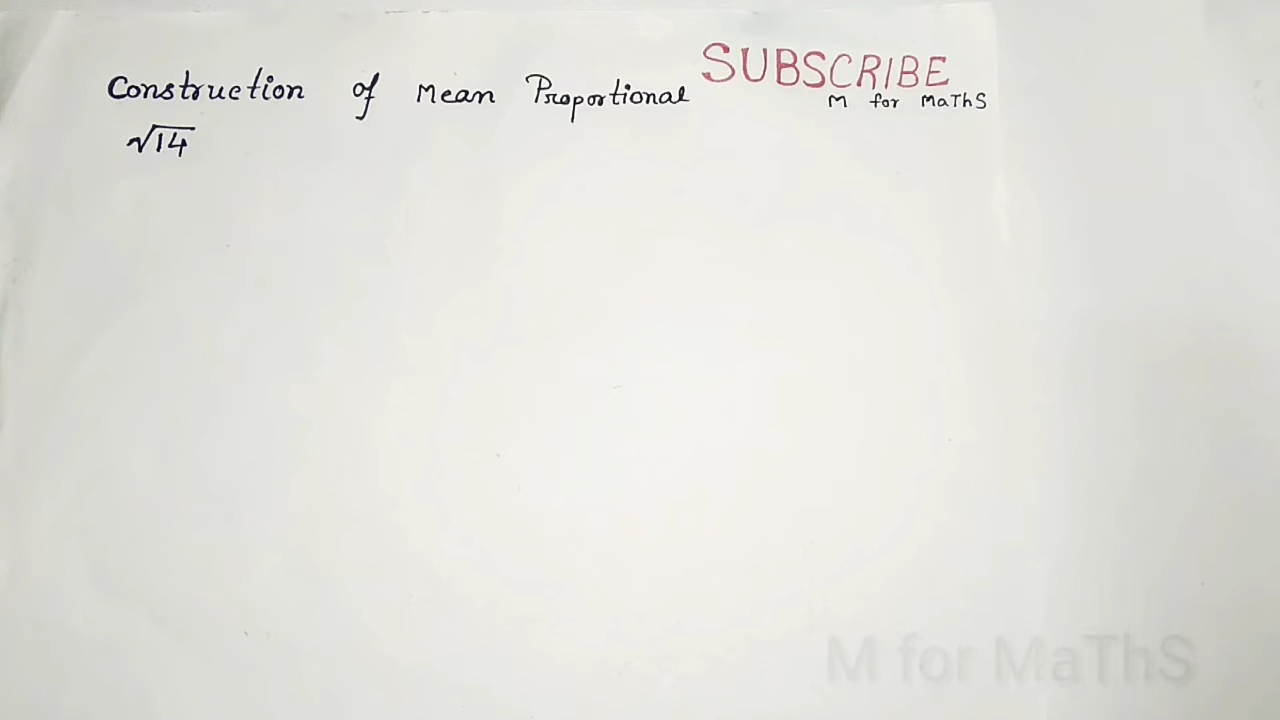 Construction of Mean Proportional SUBSCRIBE
M for MaThS
√14
M for MaThS